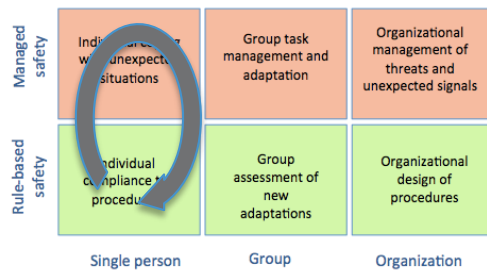 Managed
safety
unexpected
situations
Group task
management and
adaptation
Organizational
management of
threats and
unexpected signals
Rule-based
safety
Individual
compliance
Group
assessment of
new
adaptations
Organizational
design of
procedures
Single person
Group
Organization